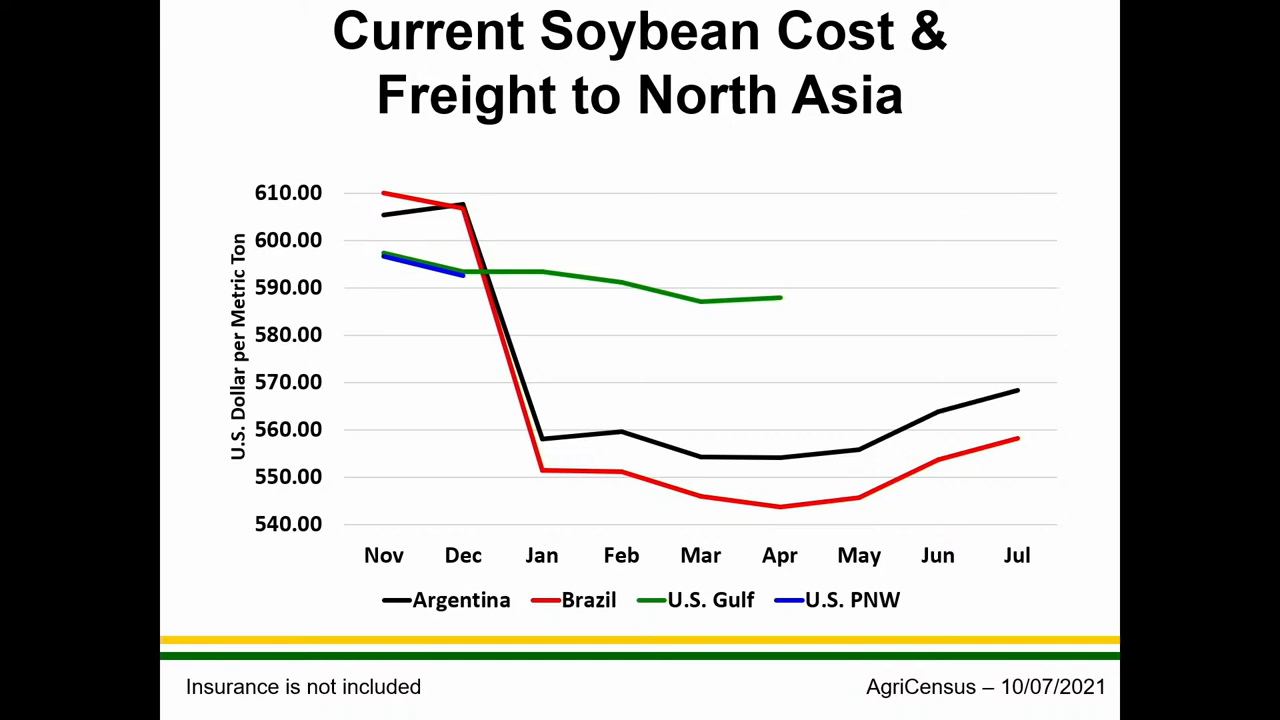 Current Soybean Cost &
Freight to North Asia
U.S. Dollar per Metric Ton
610.00
600.00
590.00
580.00
570.00
560.00
550.00
540.00
Nov Dec Jan Feb Mar Apr May Jun Jul
Argentina Brazil U.S. Gulf U.S. PNW
Insurance is not included
AgriCensus – 10/07/2021